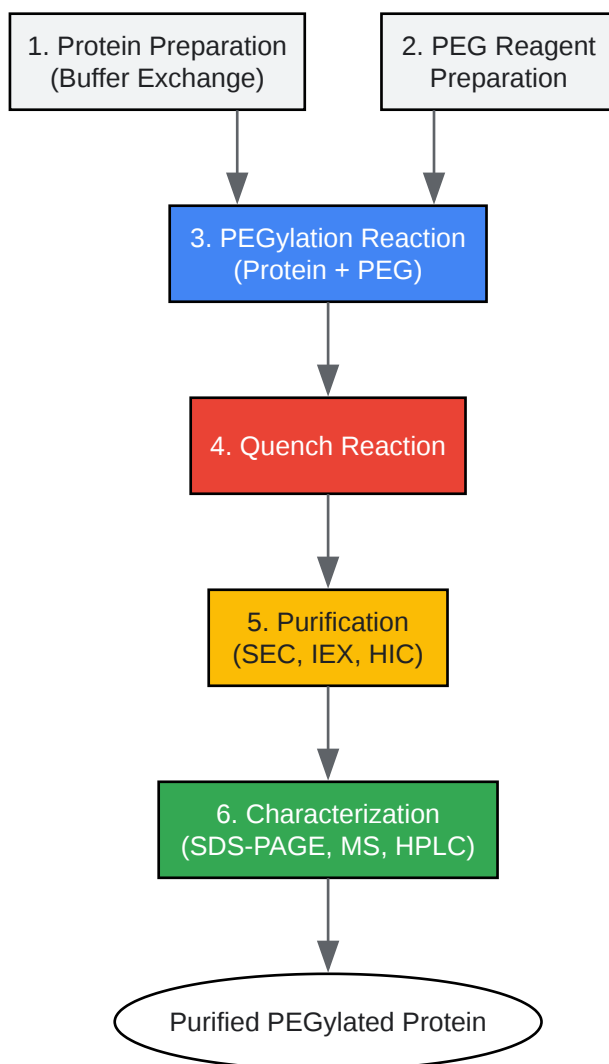 1. Protein Preparation
(Buffer Exchange)
2. PEG Reagent
Preparation
3. PEGylation Reaction
(Protein + PEG)
4. Quench Reaction
5. Purification
(SEC, IEX, HIC)
6. Characterization
(SDS-PAGE, MS, HPLC)
Purified PEGylated Protein